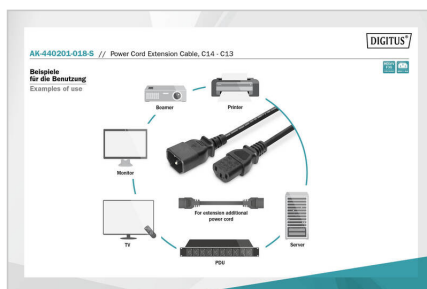 DIGITUS®
AK-440201-018-S // Power Cord Extension Cable, C14 - C13
Beispiele
für die Benutzung
Examples of use
Beamer
Printer
Monitor
For extension additional
power cord
TV
Server
PDU